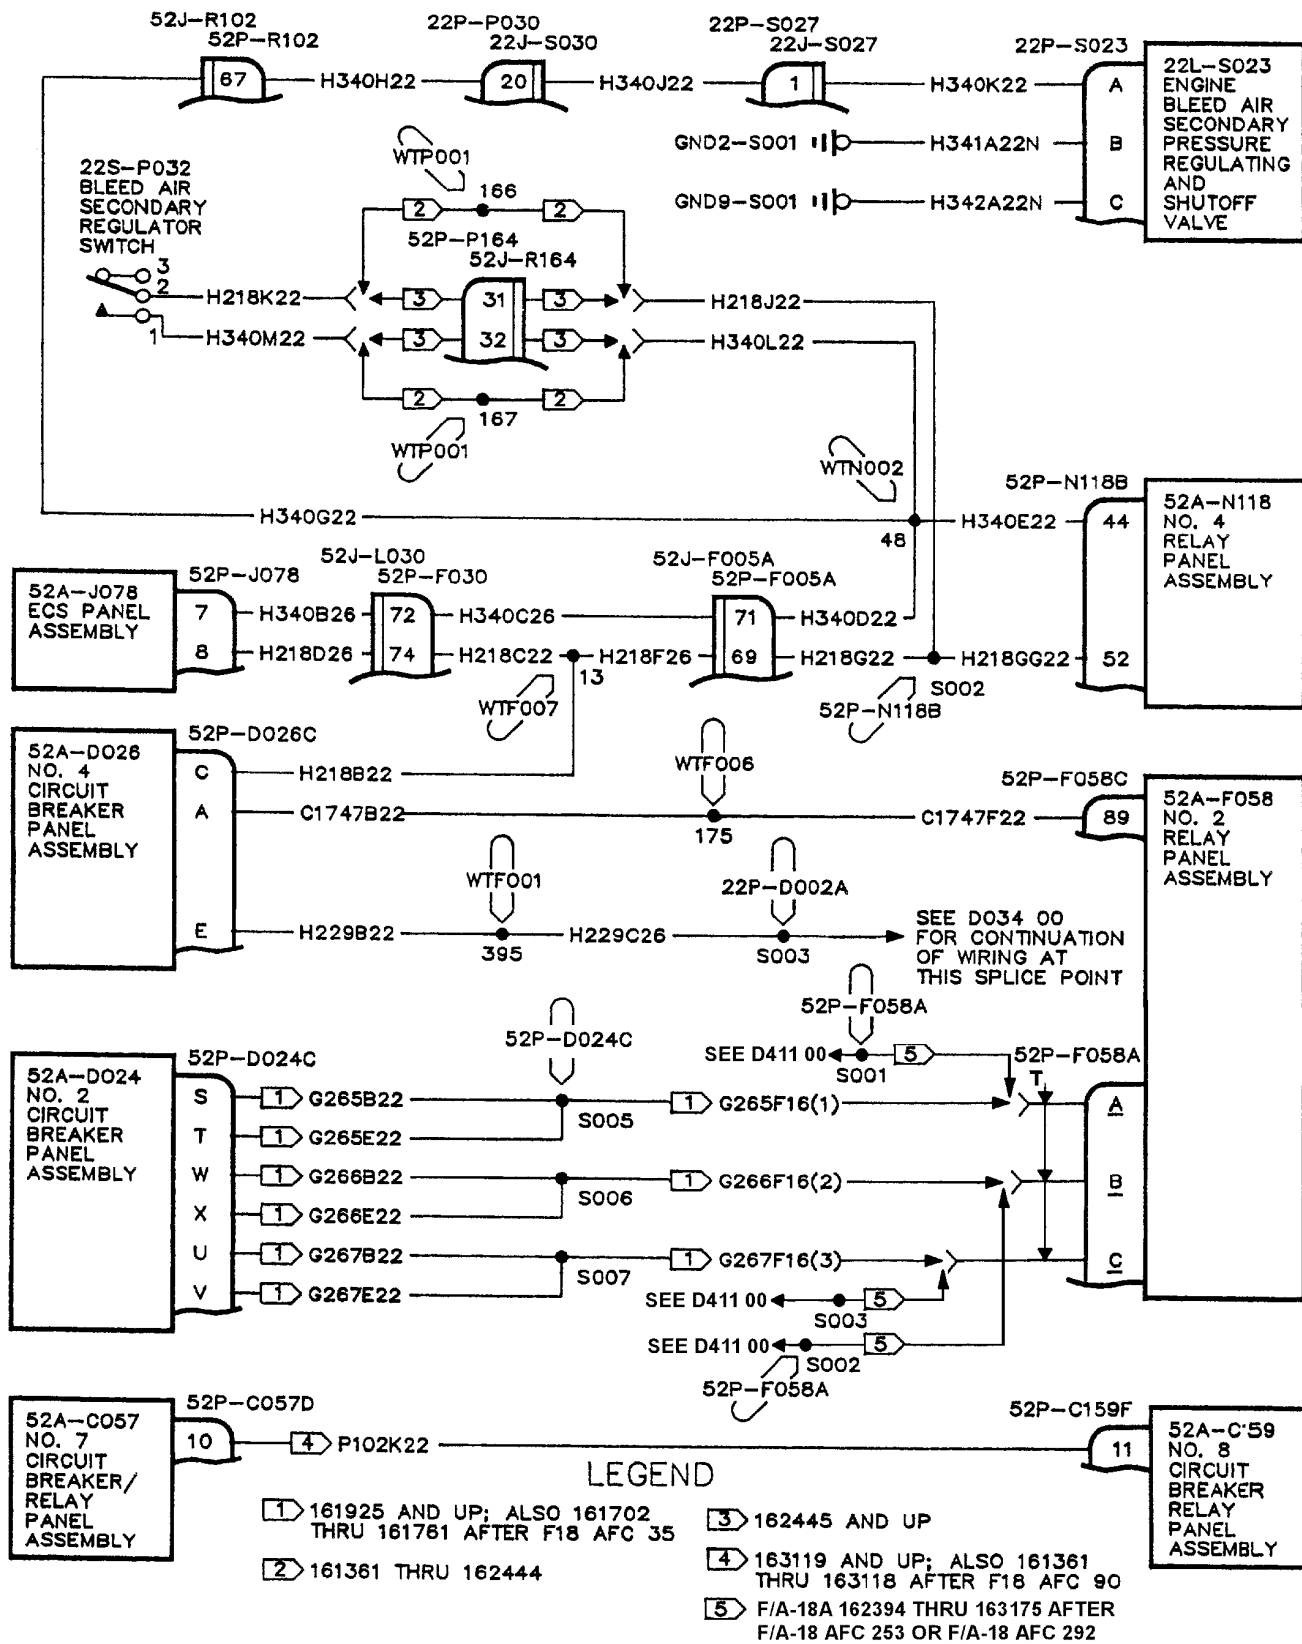 52J-R102
52P-R102
67
H340H22
22P-P030
22J-S030
20
H340J22
22P-S027
22J-S027
1
H340K22
22P-S023
A
B
C
22L-S023
ENGINE
BLEED AIR
SECONDARY
PRESSURE
REGULATING
AND
SHUTOFF
VALVE
GND2-S001
H341A22N
GND9-S001
H342A22N
22S-P032
BLEED AIR
SECONDARY
REGULATOR
SWITCH
3
2
1
WTP001
2
166
2
52P-P164
52J-R164
H218K22
3
31
3
H218J22
H340M22
3
32
3
H340L22
2
167
2
WTP001
WTN002
H340G22
48
H340E22
52P-N118B
44
52
52A-N118
NO. 4
RELAY
PANEL
ASSEMBLY
52A-J078
ECS PANEL
ASSEMBLY
52P-J078
7
8
H340B26
H218D26
52J-L030
52P-F030
72
74
H340C26
H218C22
13
H218F26
WTF007
52J-F005A
52P-F005A
71
69
H340D22
H218G22
S002
H218GG22
52P-N118B
52A-D026
NO. 4
CIRCUIT
BREAKER
PANEL
ASSEMBLY
52P-D026C
C
A
E
H218B22
C1747B22
WTF006
175
C1747F22
52P-F058C
89
52A-F058
NO. 2
RELAY
PANEL
ASSEMBLY
H229B22
WTF001
395
H229C26
22P-D002A
S003
SEE D034 00
FOR CONTINUATION
OF WIRING AT
THIS SPLICE POINT
52P-F058A
SEE D411 00
S001
5
52P-F058A
T
52A-D024
NO. 2
CIRCUIT
BREAKER
PANEL
ASSEMBLY
52P-D024C
52P-D024C
S
1
G265B22
S005
1
G265F16(1)
A
T
1
G265E22
W
1
G266B22
S006
1
G266F16(2)
B
X
1
G266E22
U
1
G267B22
S007
1
G267F16(3)
C
V
1
G267E22
SEE D411 00
S003
5
SEE D411 00
S002
5
52P-F058A
52A-C057
NO. 7
CIRCUIT
BREAKER/
RELAY
PANEL
ASSEMBLY
52P-C057D
10
4
P102K22
52P-C159F
11
52A-C159
NO. 8
CIRCUIT
BREAKER
RELAY
PANEL
ASSEMBLY
LEGEND
1 161925 AND UP; ALSO 161702
THRU 161761 AFTER F18 AFC 35
2 161361 THRU 162444
3 162445 AND UP
4 163119 AND UP; ALSO 161361
THRU 163118 AFTER F18 AFC 90
5 F/A-18A 162394 THRU 163175 AFTER
F/A-18 AFC 253 OR F/A-18 AFC 292